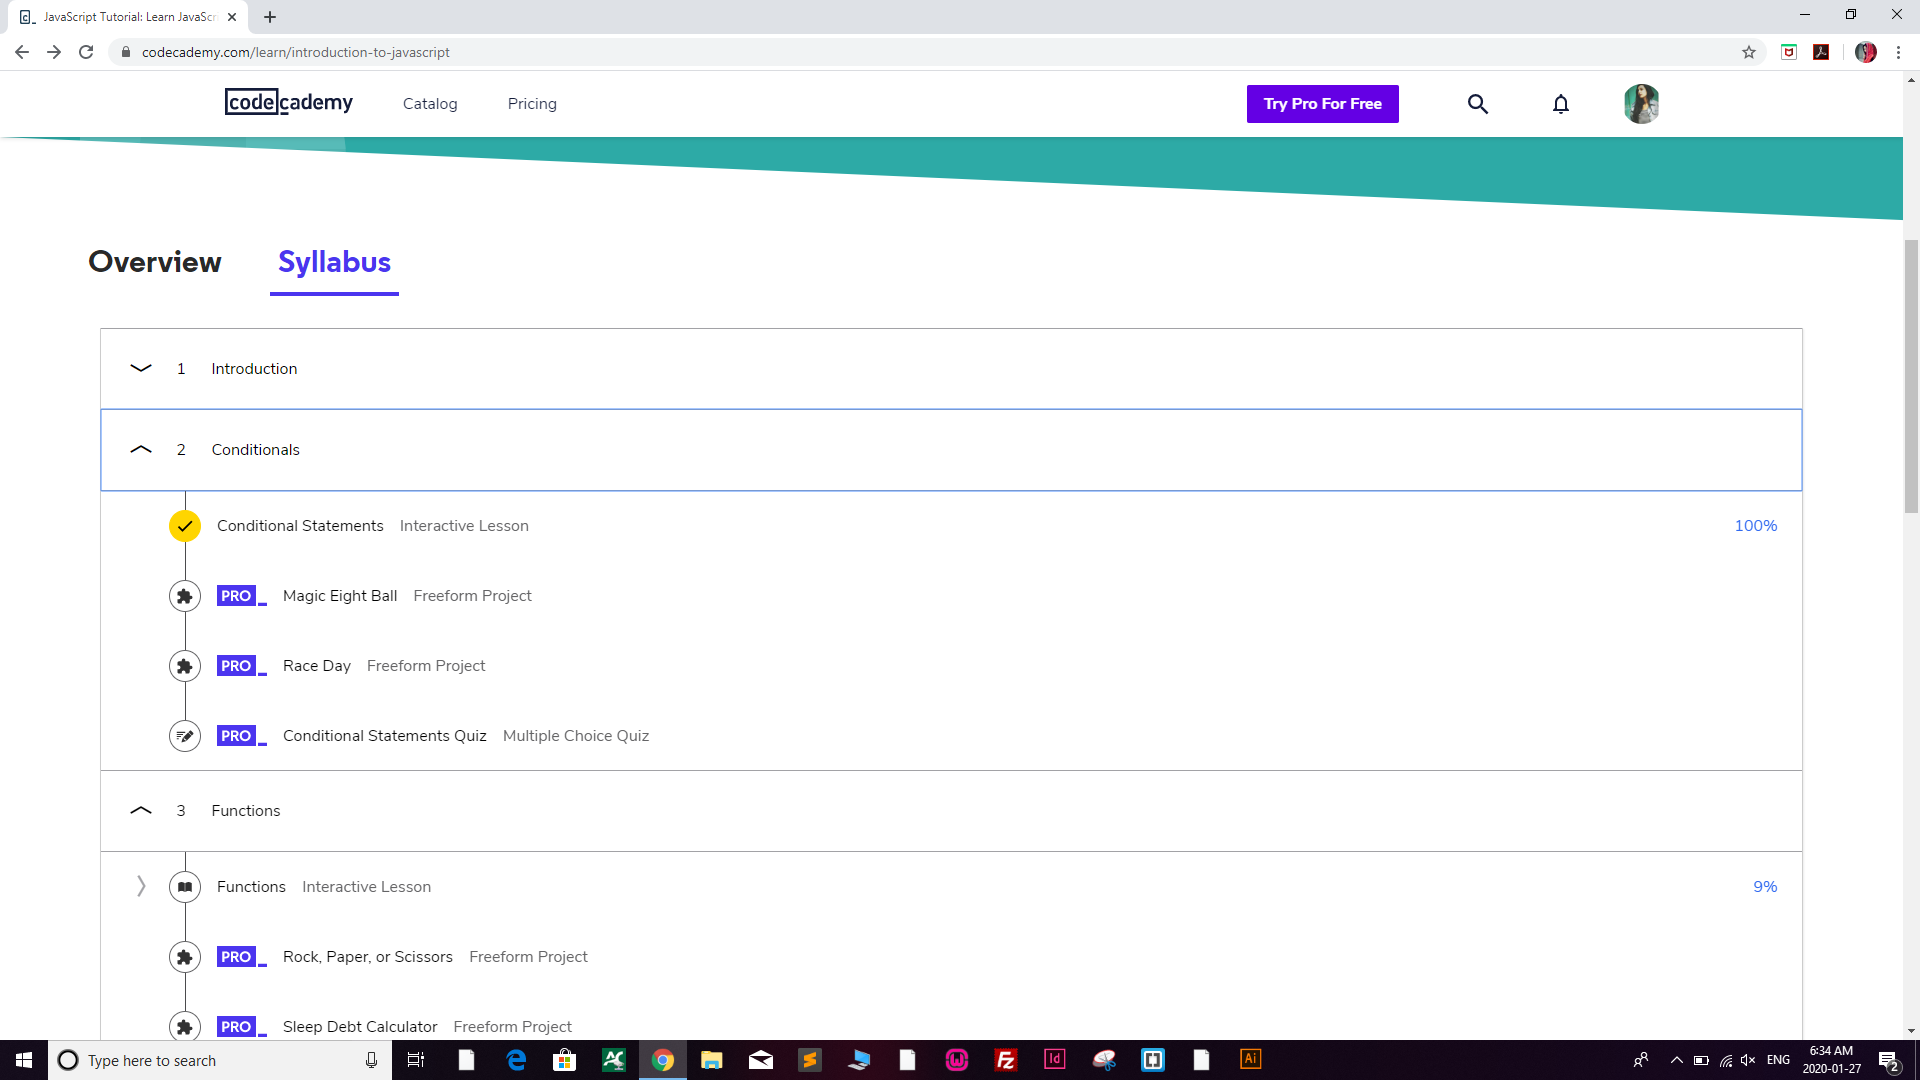 JavaScript Tutorial: Learn JavaScr
codecademy.com/learn/introduction-to-javascript
codecademy Catalog Pricing Try Pro For Free
Overview Syllabus
1 Introduction
2 Conditionals
Conditional Statements Interactive Lesson 100%
PRO Magic Eight Ball Freeform Project
PRO Race Day Freeform Project
PRO Conditional Statements Quiz Multiple Choice Quiz
3 Functions
Functions Interactive Lesson 9%
PRO Rock, Paper, or Scissors Freeform Project
PRO Sleep Debt Calculator Freeform Project
Type here to search
Fz Id Ai
ENG
6:34 AM
2020-01-27
2